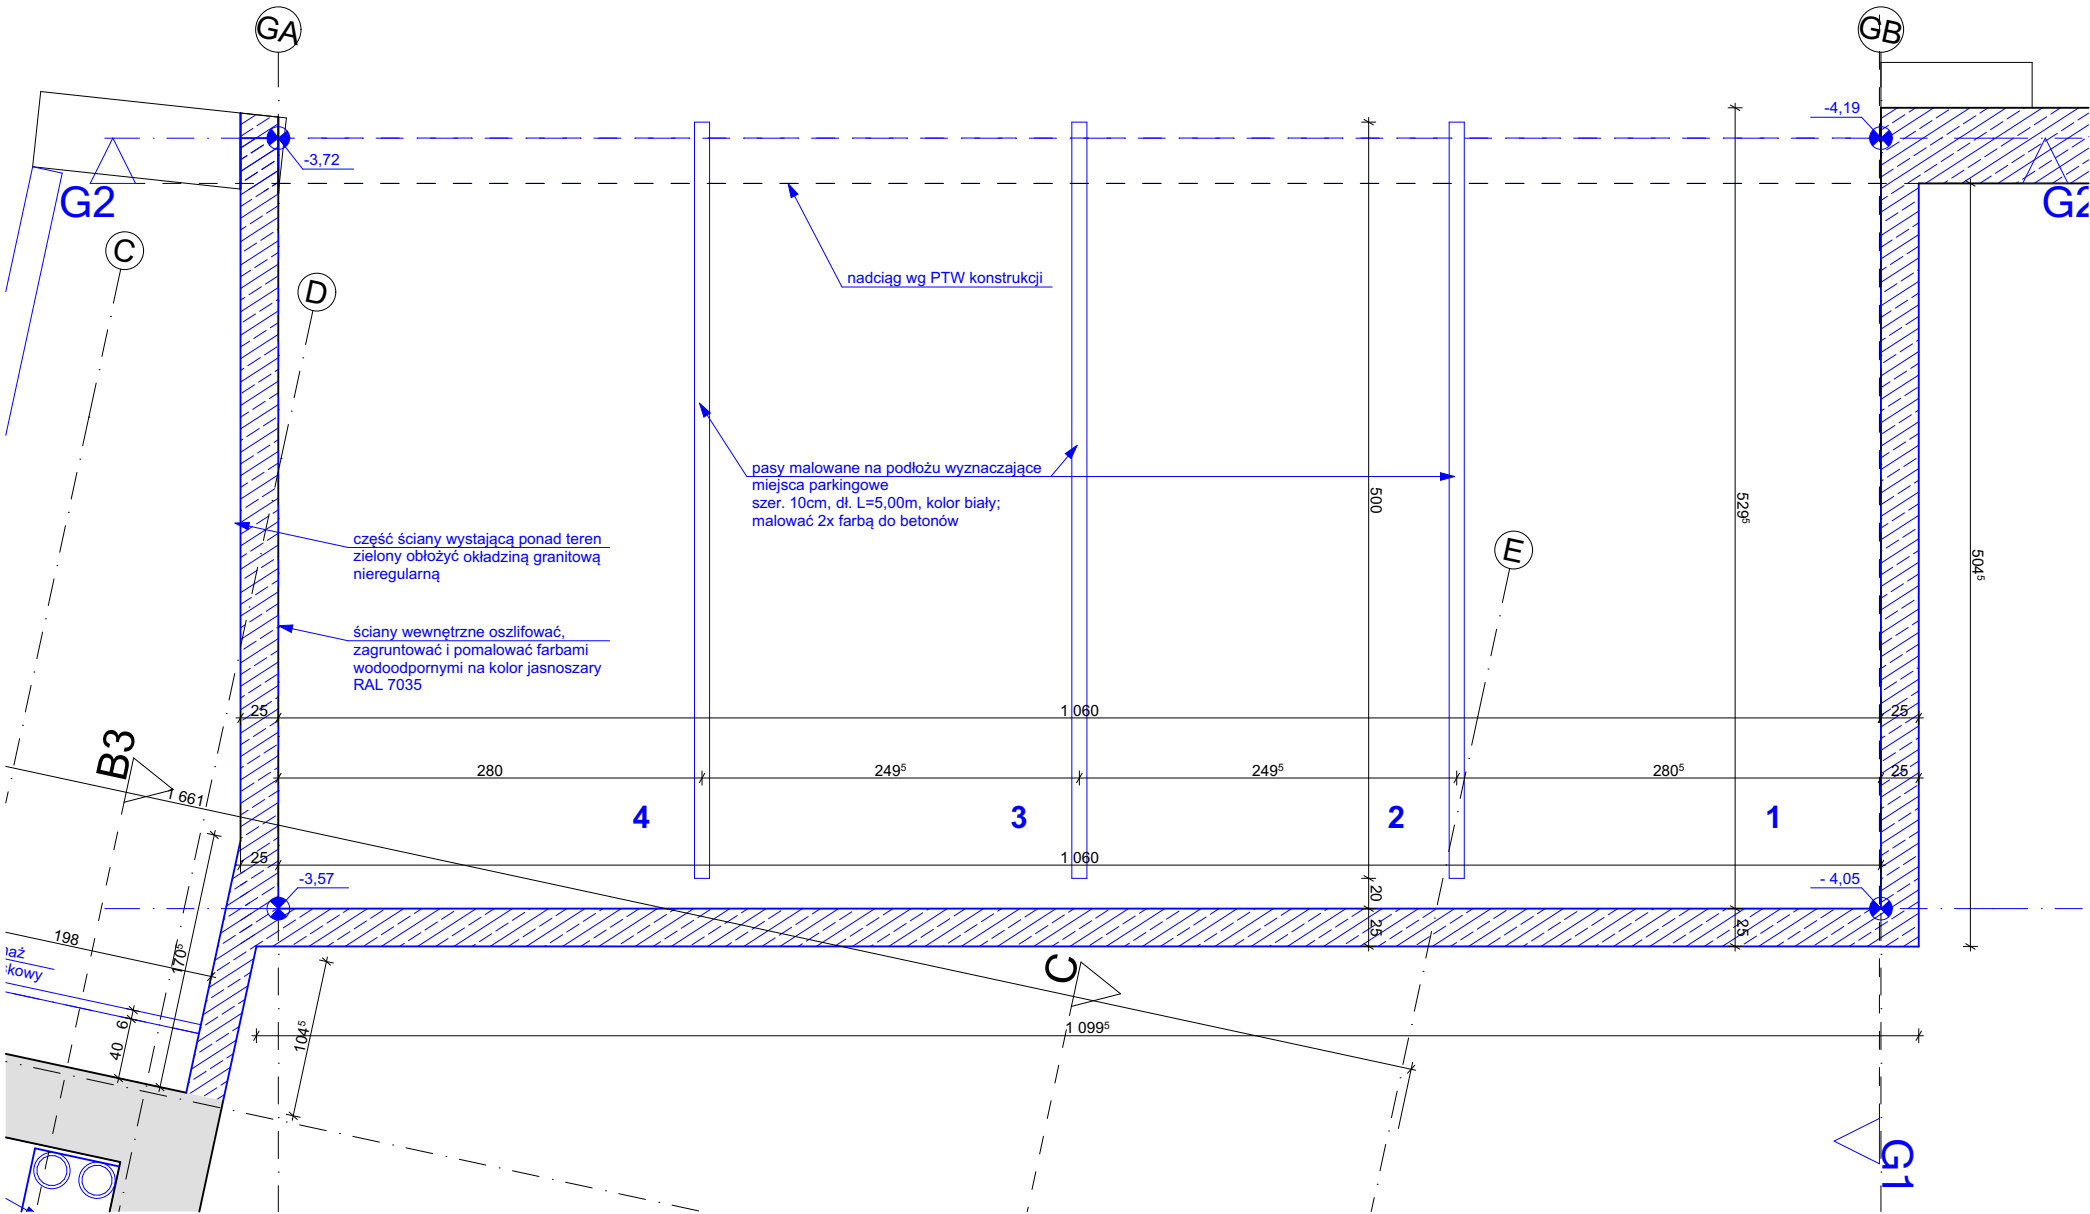 GA
GB
-4,19
-3,72
G2
G2
C
D
nadciąg wg PTW konstrukcji
pasy malowane na podłożu wyznaczające
miejsca parkingowe
szer. 10cm, dł. L=5,00m, kolor biały;
malować 2x farbą do betonów
500
529⁵
504⁵
E
część ściany wystającą ponad teren
zielony obłożyć okładziną granitową
nieregularną
ściany wewnętrzne oszlifować,
zagruntować i pomalować farbami
wodoodpornymi na kolor jasnoszary
RAL 7035
25
1 060
25
B3
280
249⁵
249⁵
280⁵
25
1 661
4
3
2
1
25
1 060
-3,57
- 4,05
20
25
25
198
170⁵
C
104⁵
1 099⁵
6
40
G1